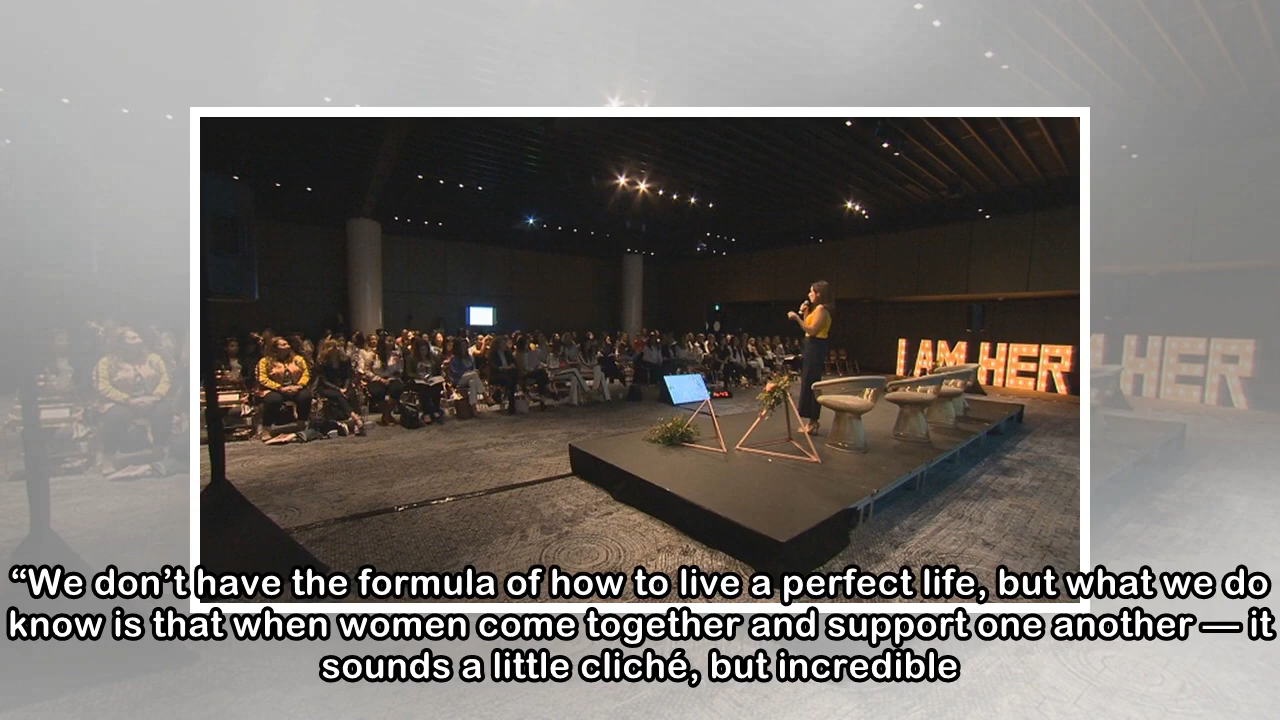 I AM HER
HER
“We don’t have the formula of how to live a perfect life, but what we do
know is that when women come together and support one another — it
sounds a little cliché, but incredible